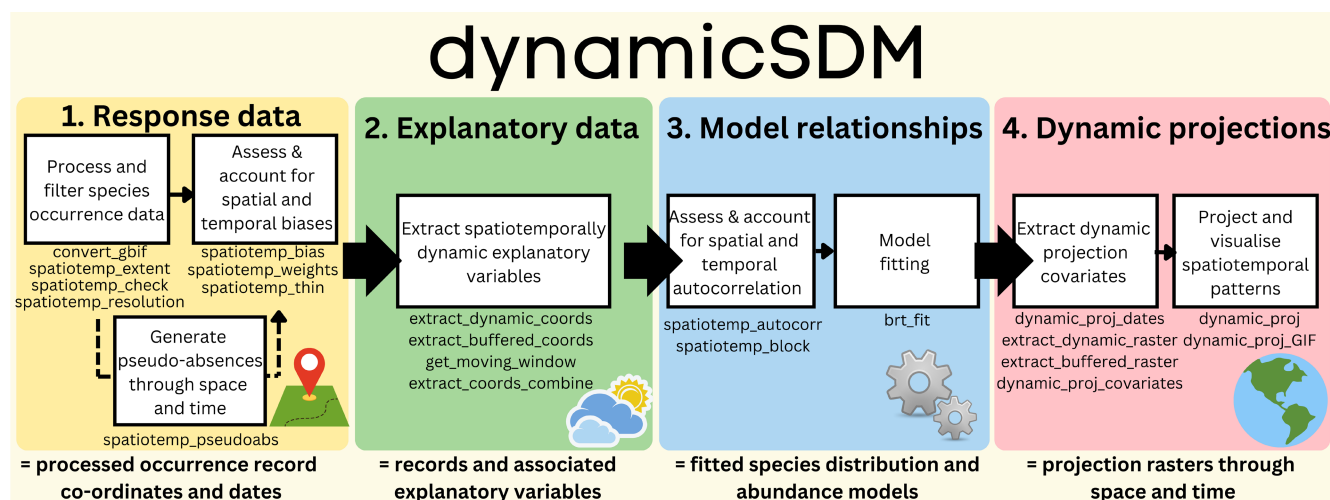 dynamicSDM
1. Response data
Process and
filter species
occurrence data
convert_gbif
spatiotemp_extent
spatiotemp_check
spatiotemp_resolution
Assess &
account for
spatial and
temporal biases
spatiotemp_bias
spatiotemp_weights
spatiotemp_thin
Generate
pseudo-absences
through space
and time
spatiotemp_pseudoabs
= processed occurrence record
co-ordinates and dates
2. Explanatory data
Extract spatiotemporally
dynamic explanatory
variables
extract_dynamic_coords
extract_buffered_coords
get_moving_window
extract_coords_combine
= records and associated
explanatory variables
3. Model relationships
Assess & account
for spatial and
temporal
autocorrelation
spatiotemp_autocorr
spatiotemp_block
Model
fitting
brt_fit
= fitted species distribution and
abundance models
4. Dynamic projections
Extract dynamic
projection
covariates
dynamic_proj_dates
extract_dynamic_raster
extract_buffered_raster
dynamic_proj_covariates
Project and
visualise
spatiotemporal
patterns
dynamic_proj
dynamic_proj_GIF
= projection rasters through
space and time